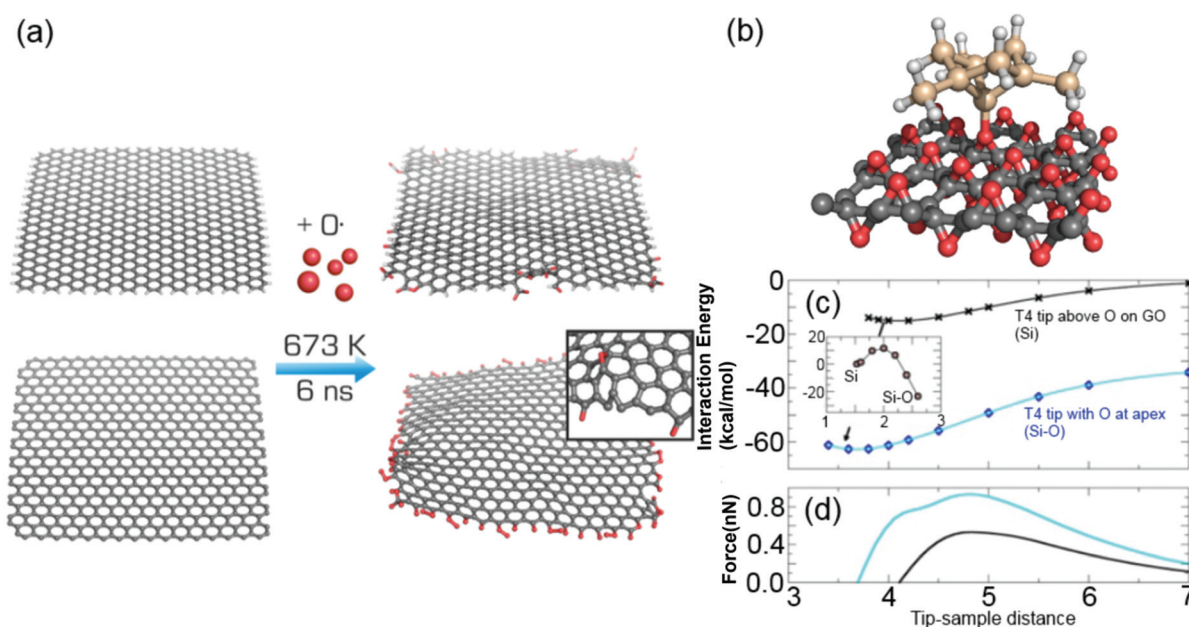 (a)
+ O·
673 K
6 ns
(b)
Interaction Energy
(kcal/mol)
0
-20
-40
-60
(c)
T4 tip above O on GO
(Si)
20
0
-20
Si
Si-O
1
2
3
T4 tip with O at apex
(Si-O)
Force(nN)
0.8
0.4
0.0
(d)
3
4
5
6
7
Tip-sample distance